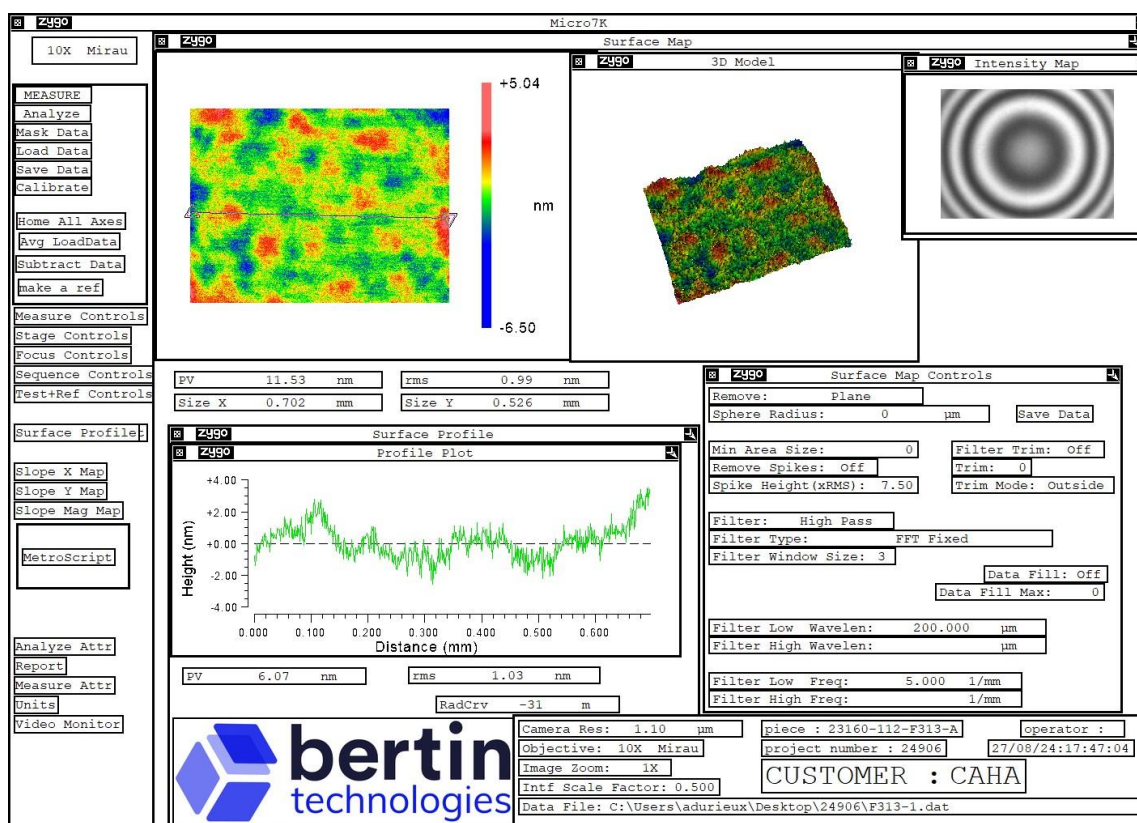 zygo Micro7K
10X Mirau
MEASURE
Analyze
Mask Data
Load Data
Save Data
Calibrate
Home All Axes
Avg LoadData
Subtract Data
make a ref
Measure Controls
Stage Controls
Focus Controls
Sequence Controls
Test+Ref Controls
Surface Profile
Slope X Map
Slope Y Map
Slope Mag Map
MetroScript
Analyze Attr
Report
Measure Attr
Units
Video Monitor
zygo Surface Map
+5.04
nm
-6.50
zygo 3D Model
zygo Intensity Map
PV 11.53 nm
rms 0.99 nm
Size X 0.702 mm
Size Y 0.526 mm
zygo Surface Profile
zygo Profile Plot
Height (nm)
+4.00
+2.00
+0.00
-2.00
-4.00
0.000 0.100 0.200 0.300 0.400 0.500 0.600
Distance (mm)
PV 6.07 nm
rms 1.03 nm
RadCrv -31 m
zygo Surface Map Controls
Remove: Plane
Sphere Radius: 0 µm
Save Data
Min Area Size: 0
Filter Trim: Off
Remove Spikes: Off
Trim: 0
Spike Height(xRMS): 7.50
Trim Mode: Outside
Filter: High Pass
Filter Type: FFT Fixed
Filter Window Size: 3
Data Fill: Off
Data Fill Max: 0
Filter Low Wavelen: 200.000 µm
Filter High Wavelen: µm
Filter Low Freq: 5.000 1/mm
Filter High Freq: 1/mm
bertin
technologies
Camera Res: 1.10 µm
Objective: 10X Mirau
Image Zoom: 1X
Intf Scale Factor: 0.500
Data File: C:\Users\adurieux\Desktop\24906\F313-1.dat
piece : 23160-112-F313-A
operator :
project number : 24906
27/08/24:17:47:04
CUSTOMER : CAHA